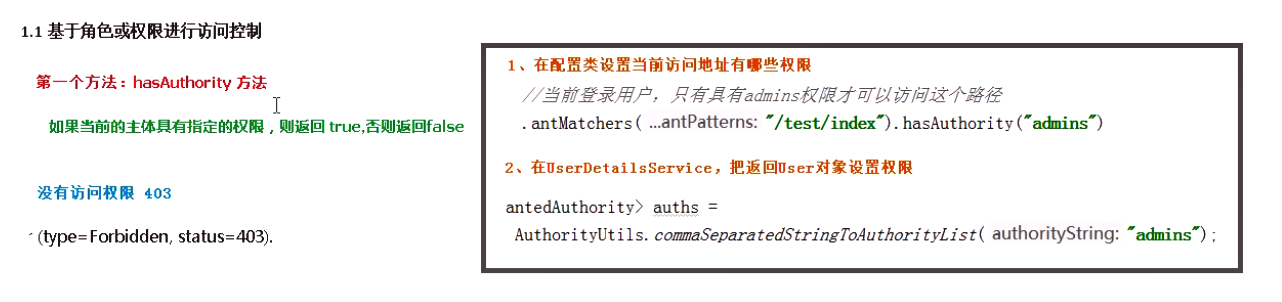 1.1 基于角色或权限进行访问控制
第一个方法：hasAuthority 方法
如果当前的主体具有指定的权限，则返回 true,否则返回false
没有访问权限 403
(type=Forbidden, status=403).
1、在配置类设置当前访问地址有哪些权限
//当前登录用户，只有具有admins权限才可以访问这个路径
.antMatchers( ...antPatterns: "/test/index").hasAuthority("admins")
2、在UserDetailsService，把返回User对象设置权限
antedAuthority> auths =
AuthorityUtils.commaSeparatedStringToAuthorityList( authorityString: "admins");